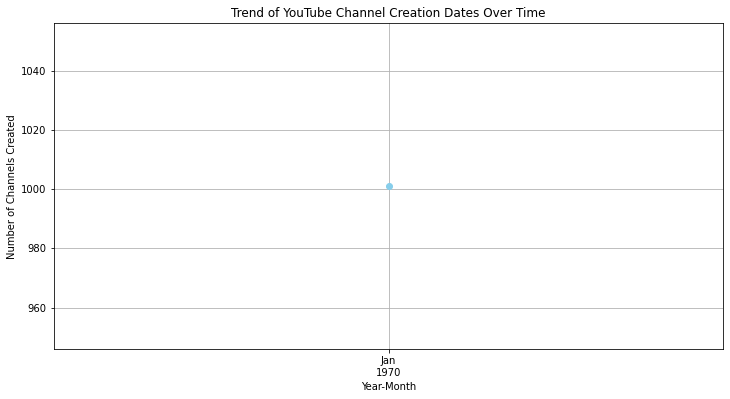 Trend of YouTube Channel Creation Dates Over Time
Number of Channels Created
1040
1020
1000
980
960
Jan
1970
Year-Month